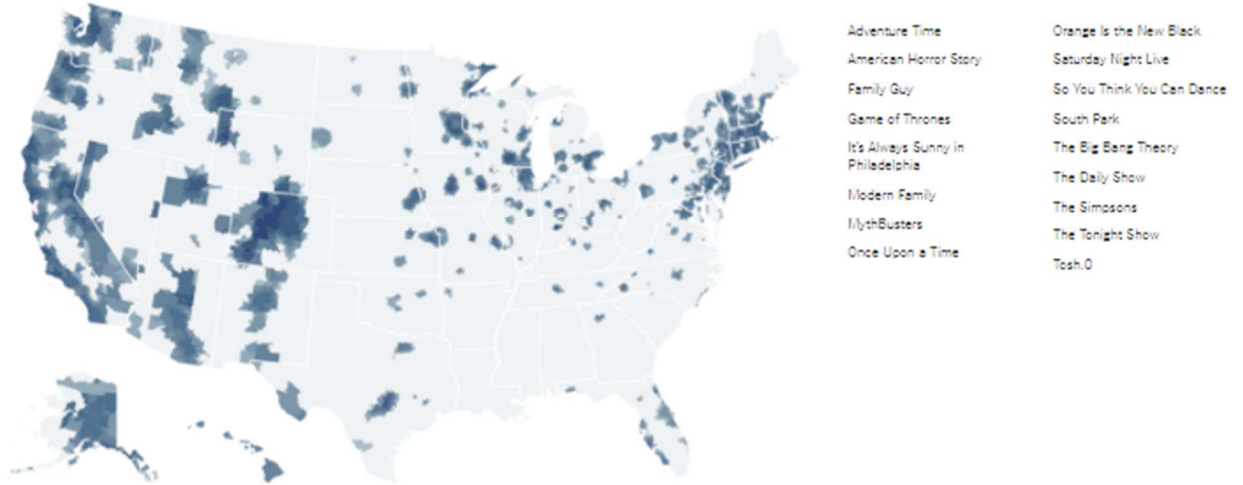 Adventure Time
American Horror Story
Family Guy
Game of Thrones
It's Always Sunny in
Philadelphia
Modern Family
MythBusters
Once Upon a Time
Orange Is the New Black
Saturday Night Live
So You Think You Can Dance
South Park
The Big Bang Theory
The Daily Show
The Simpsons
The Tonight Show
Tosh.0